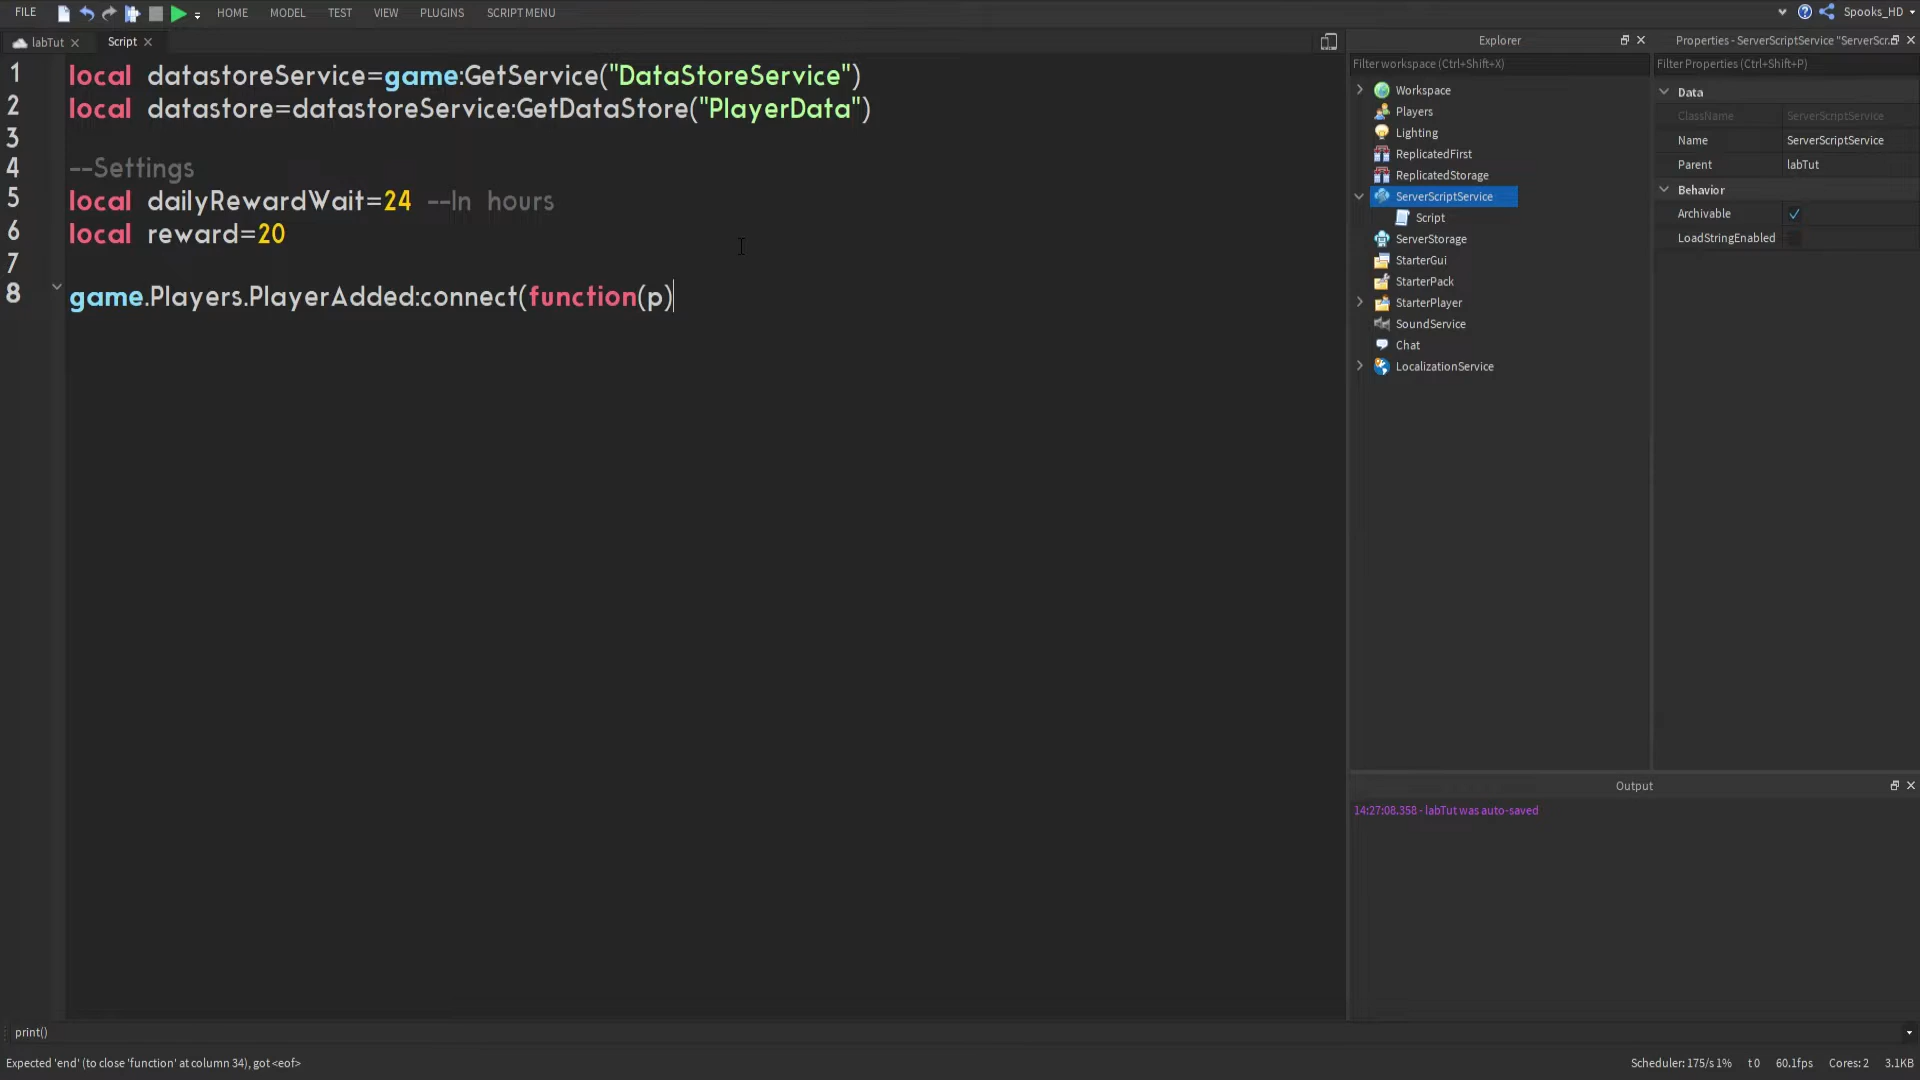 FILE HOME MODEL TEST VIEW PLUGINS SCRIPT MENU Spooks_HD
labTut Script
1 local datastoreService=game:GetService("DataStoreService")
2 local datastore=datastoreService:GetDataStore("PlayerData")
3
4 --Settings
5 local dailyRewardWait=24 --In hours
6 local reward=20
7
8 game.Players.PlayerAdded:connect(function(p)
Explorer
Filter workspace (Ctrl+Shift+X)
Workspace
Players
Lighting
ReplicatedFirst
ReplicatedStorage
ServerScriptService
Script
ServerStorage
StarterGui
StarterPack
StarterPlayer
SoundService
Chat
LocalizationService
Properties - ServerScriptService "ServerScr...
Filter Properties (Ctrl+Shift+P)
Data
ClassName ServerScriptService
Name ServerScriptService
Parent labTut
Behavior
Archivable
LoadStringEnabled
Output
14:27:08.358 - labTut was auto-saved
print()
Expected 'end' (to close 'function' at column 34), got <eof>
Scheduler: 175/s 1% t 0 60.1fps Cores: 2 3.1KB